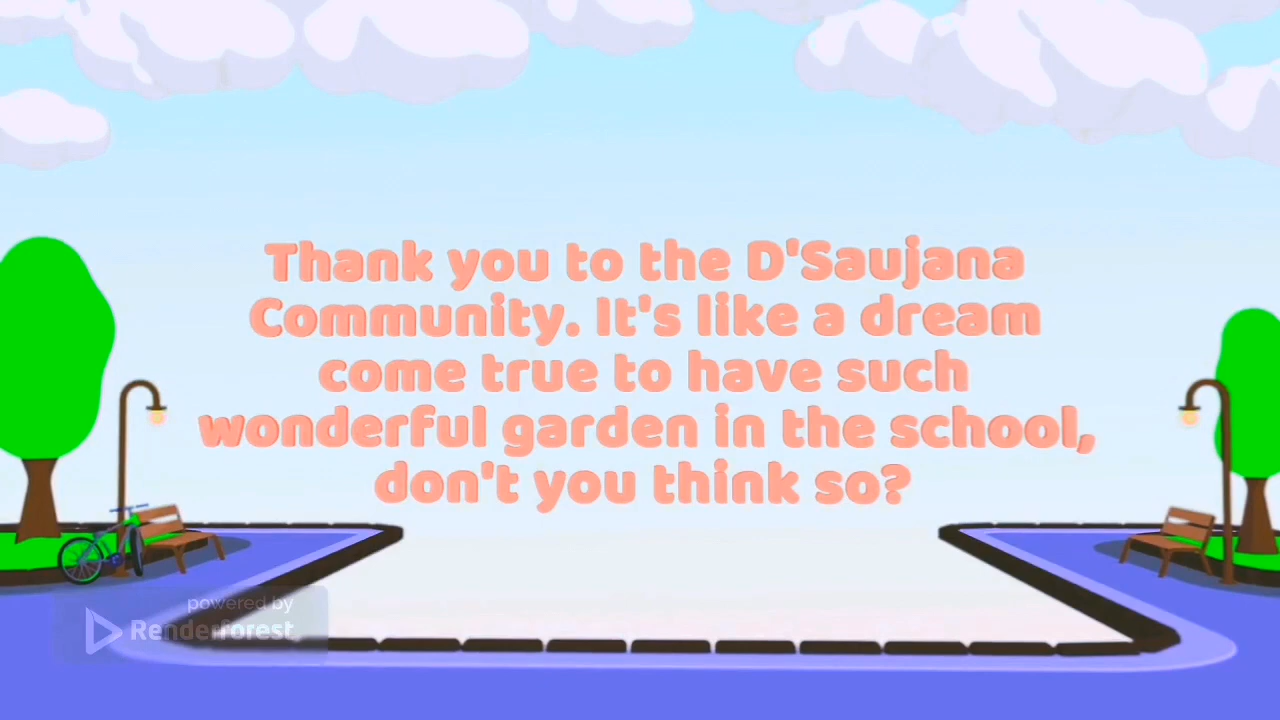 Thank you to the D'Saujana
Community. It's like a dream
come true to have such
wonderful garden in the school,
don't you think so?
powered by
Renderforest